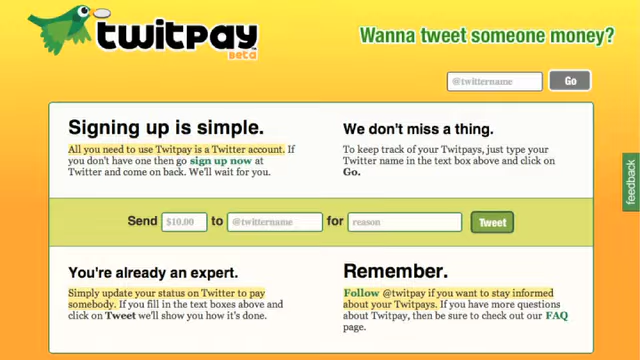 twitpay
BETA
Wanna tweet someone money?
@twittername Go
Signing up is simple.
All you need to use Twitpay is a Twitter account. If
you don't have one then go sign up now at
Twitter and come on back. We'll wait for you.
We don't miss a thing.
To keep track of your Twitpays, just type your
Twitter name in the text box above and click on
Go.
feedback
Send $10.00 to @twittername for reason Tweet
You're already an expert.
Simply update your status on Twitter to pay
somebody. If you fill in the text boxes above and
click on Tweet we'll show you how it's done.
Remember.
Follow @twitpay if you want to stay informed
about your Twitpays. If you have more questions
about Twitpay, then be sure to check out our FAQ
page.